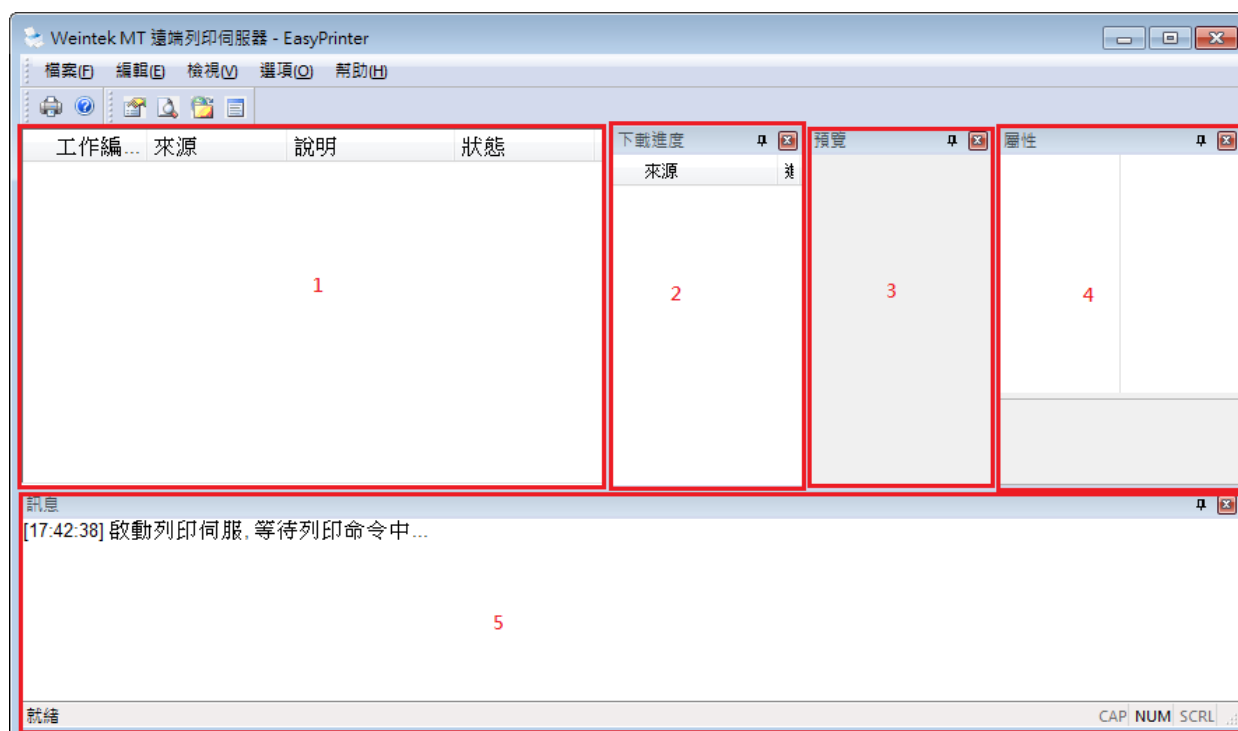 Weintek MT 遠端列印伺服器 - EasyPrinter
檔案(F) 編輯(E) 檢視(V) 選項(O) 幫助(H)
工作編... 來源 說明 狀態
下載進度
來源 進
預覽
屬性
1
2
3
4
訊息
[17:42:38] 啟動列印伺服, 等待列印命令中...
5
就緒
CAP NUM SCRL